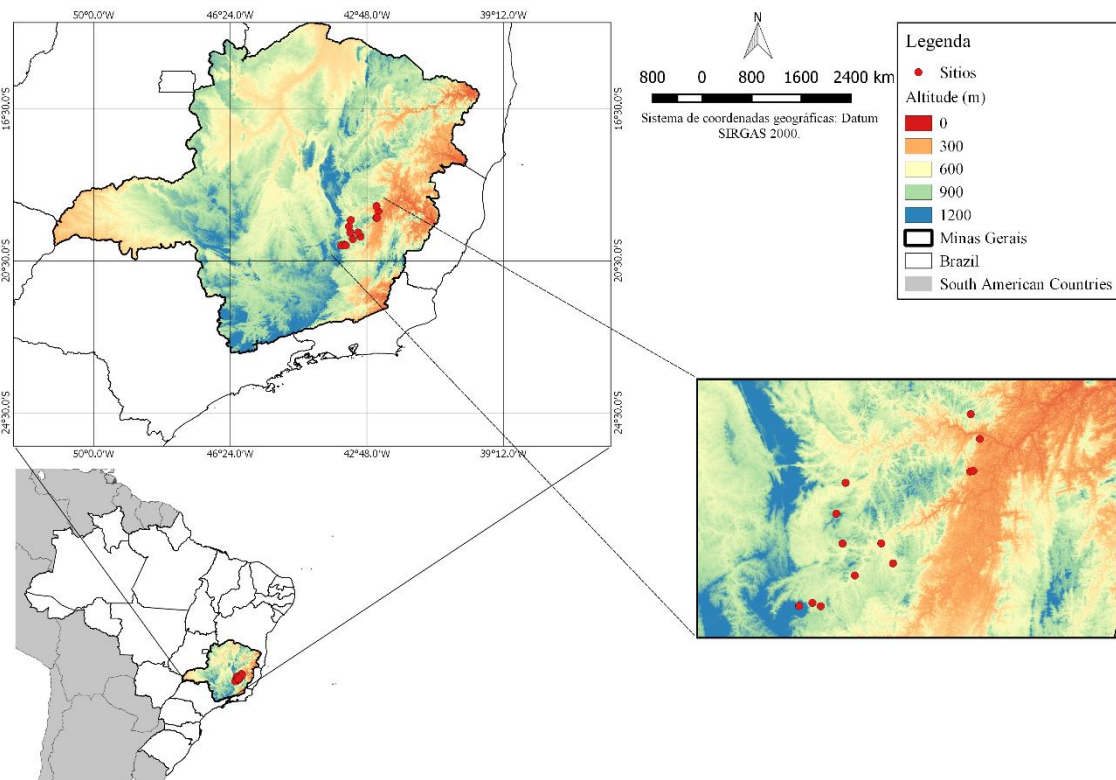 50°0.0'W 46°24.0'W 42°48.0'W 39°12.0'W
16°30.0'S 16°30.0'S
20°30.0'S 20°30.0'S
24°30.0'S 24°30.0'S
50°0.0'W 46°24.0'W 42°48.0'W 39°12.0'W
N
800 0 800 1600 2400 km
Sistema de coordenadas geográficas: Datum
SIRGAS 2000.
Legenda
Sitios
Altitude (m)
0
300
600
900
1200
Minas Gerais
Brazil
South American Countries